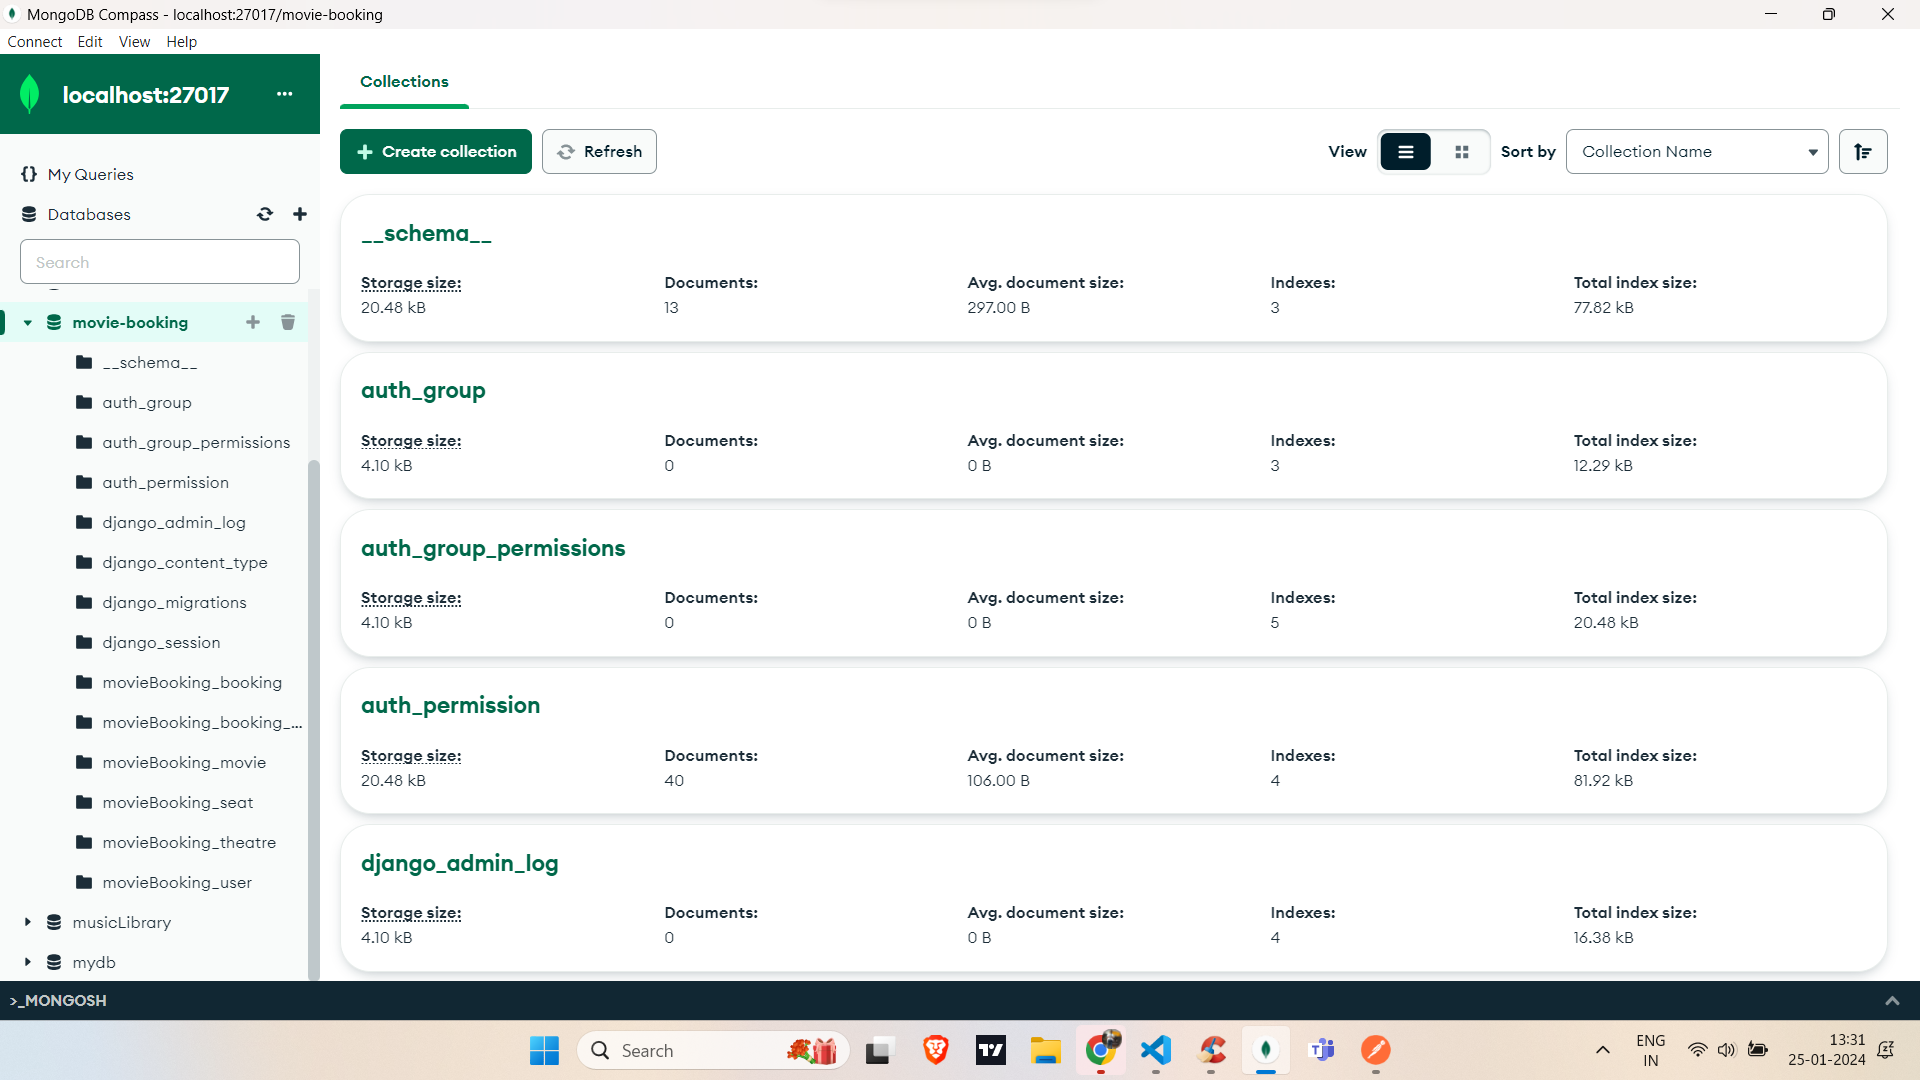 MongoDB Compass - localhost:27017/movie-booking
Connect Edit View Help
localhost:27017
My Queries
Databases
Search
movie-booking
__schema__
auth_group
auth_group_permissions
auth_permission
django_admin_log
django_content_type
django_migrations
django_session
movieBooking_booking
movieBooking_booking_...
movieBooking_movie
movieBooking_seat
movieBooking_theatre
movieBooking_user
musicLibrary
mydb
Collections
Create collection Refresh View Sort by Collection Name
__schema__
Storage size: Documents: Avg. document size: Indexes: Total index size:
20.48 kB 13 297.00 B 3 77.82 kB
auth_group
Storage size: Documents: Avg. document size: Indexes: Total index size:
4.10 kB 0 0 B 3 12.29 kB
auth_group_permissions
Storage size: Documents: Avg. document size: Indexes: Total index size:
4.10 kB 0 0 B 5 20.48 kB
auth_permission
Storage size: Documents: Avg. document size: Indexes: Total index size:
20.48 kB 40 106.00 B 4 81.92 kB
django_admin_log
Storage size: Documents: Avg. document size: Indexes: Total index size:
4.10 kB 0 0 B 4 16.38 kB
>_MONGOSH
Search
ENG
IN
13:31
25-01-2024